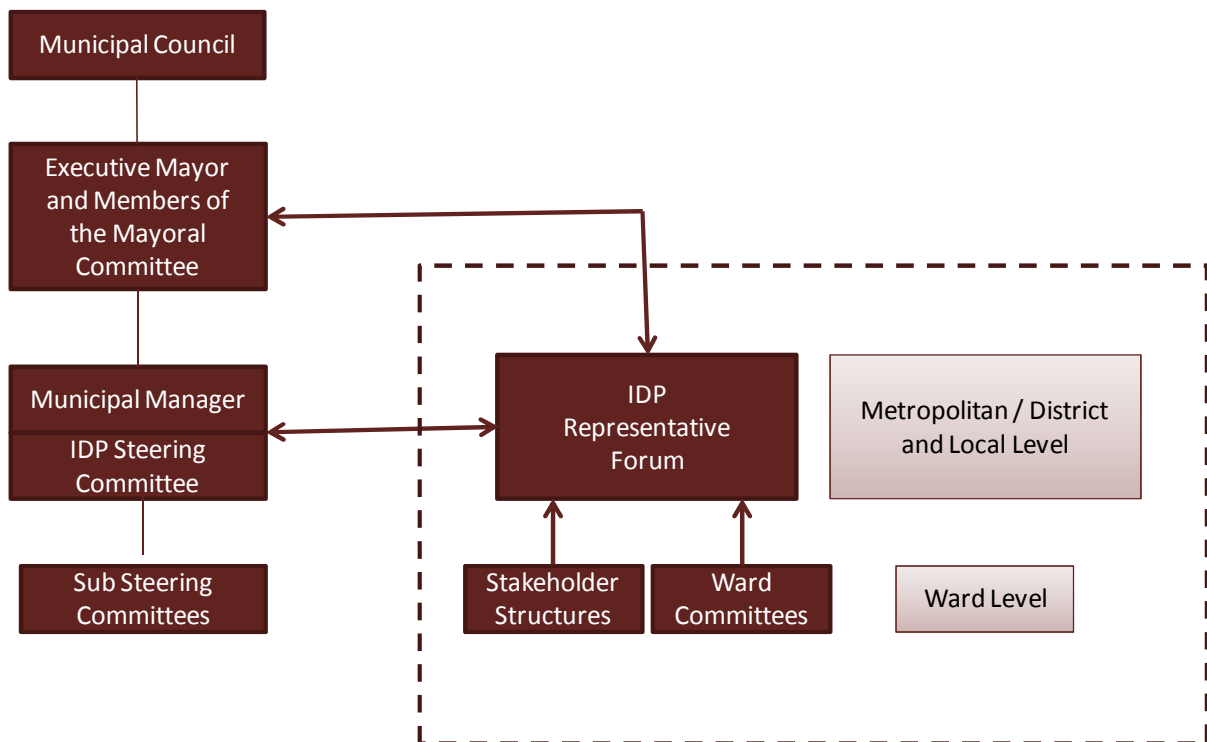 Municipal Council
Executive Mayor
and Members of
the Mayoral
Committee
Municipal Manager
IDP Steering
Committee
Sub Steering
Committees
IDP
Representative
Forum
Metropolitan / District
and Local Level
Stakeholder
Structures
Ward
Committees
Ward Level